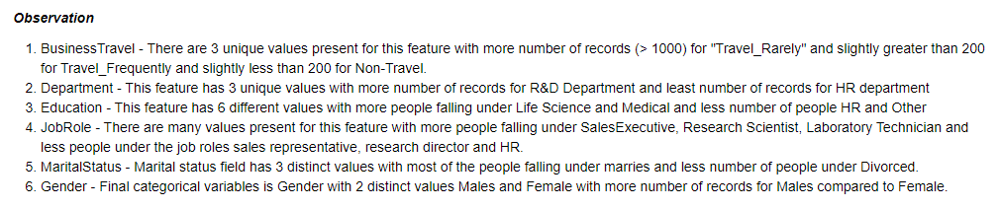 Observation
1. BusinessTravel - There are 3 unique values present for this feature with more number of records (> 1000) for "Travel_Rarely" and slightly greater than 200
for Travel_Frequently and slightly less than 200 for Non-Travel.
2. Department - This feature has 3 unique values with more number of records for R&D Department and least number of records for HR department
3. Education - This feature has 6 different values with more people falling under Life Science and Medical and less number of people HR and Other
4. JobRole - There are many values present for this feature with more people falling under SalesExecutive, Research Scientist, Laboratory Technician and
less people under the job roles sales representative, research director and HR.
5. MaritalStatus - Marital status field has 3 distinct values with most of the people falling under marries and less number of people under Divorced.
6. Gender - Final categorical variables is Gender with 2 distinct values Males and Female with more number of records for Males compared to Female.